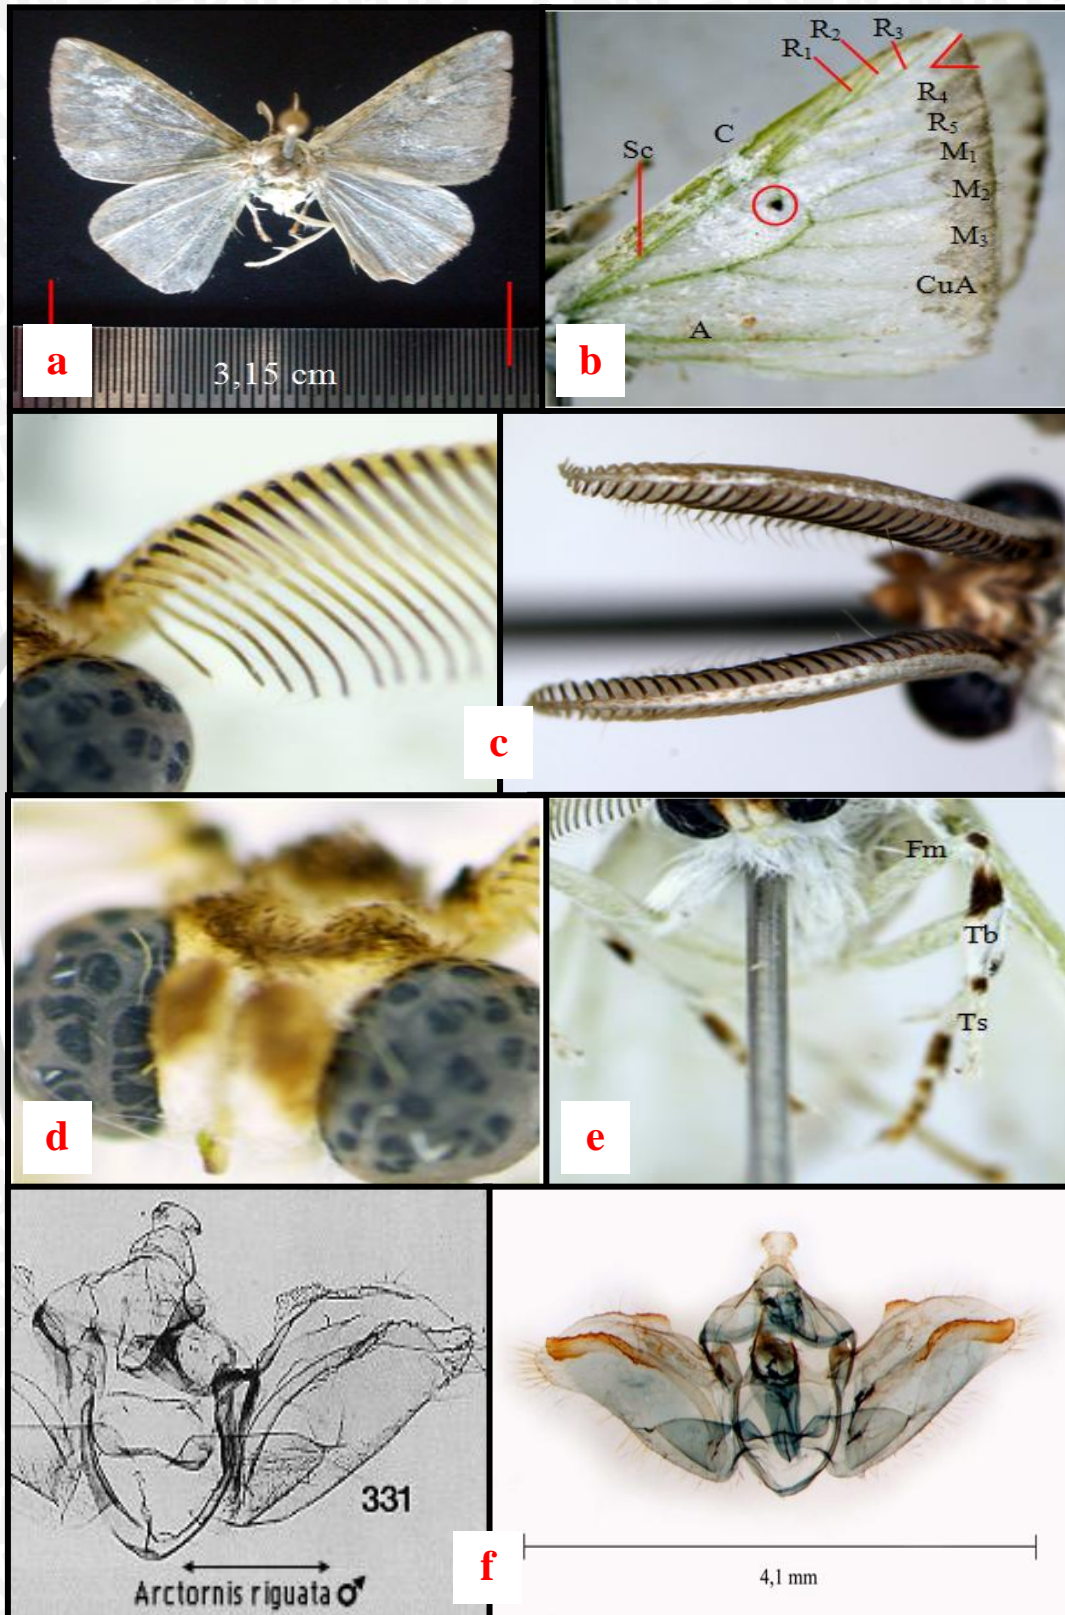 a
3,15 cm
b
R1
R2
R3
R4
R5
M1
M2
M3
CuA
C
Sc
A
c
d
e
Fm
Tb
Ts
331
Arctornis riguata ♂
f
4,1 mm